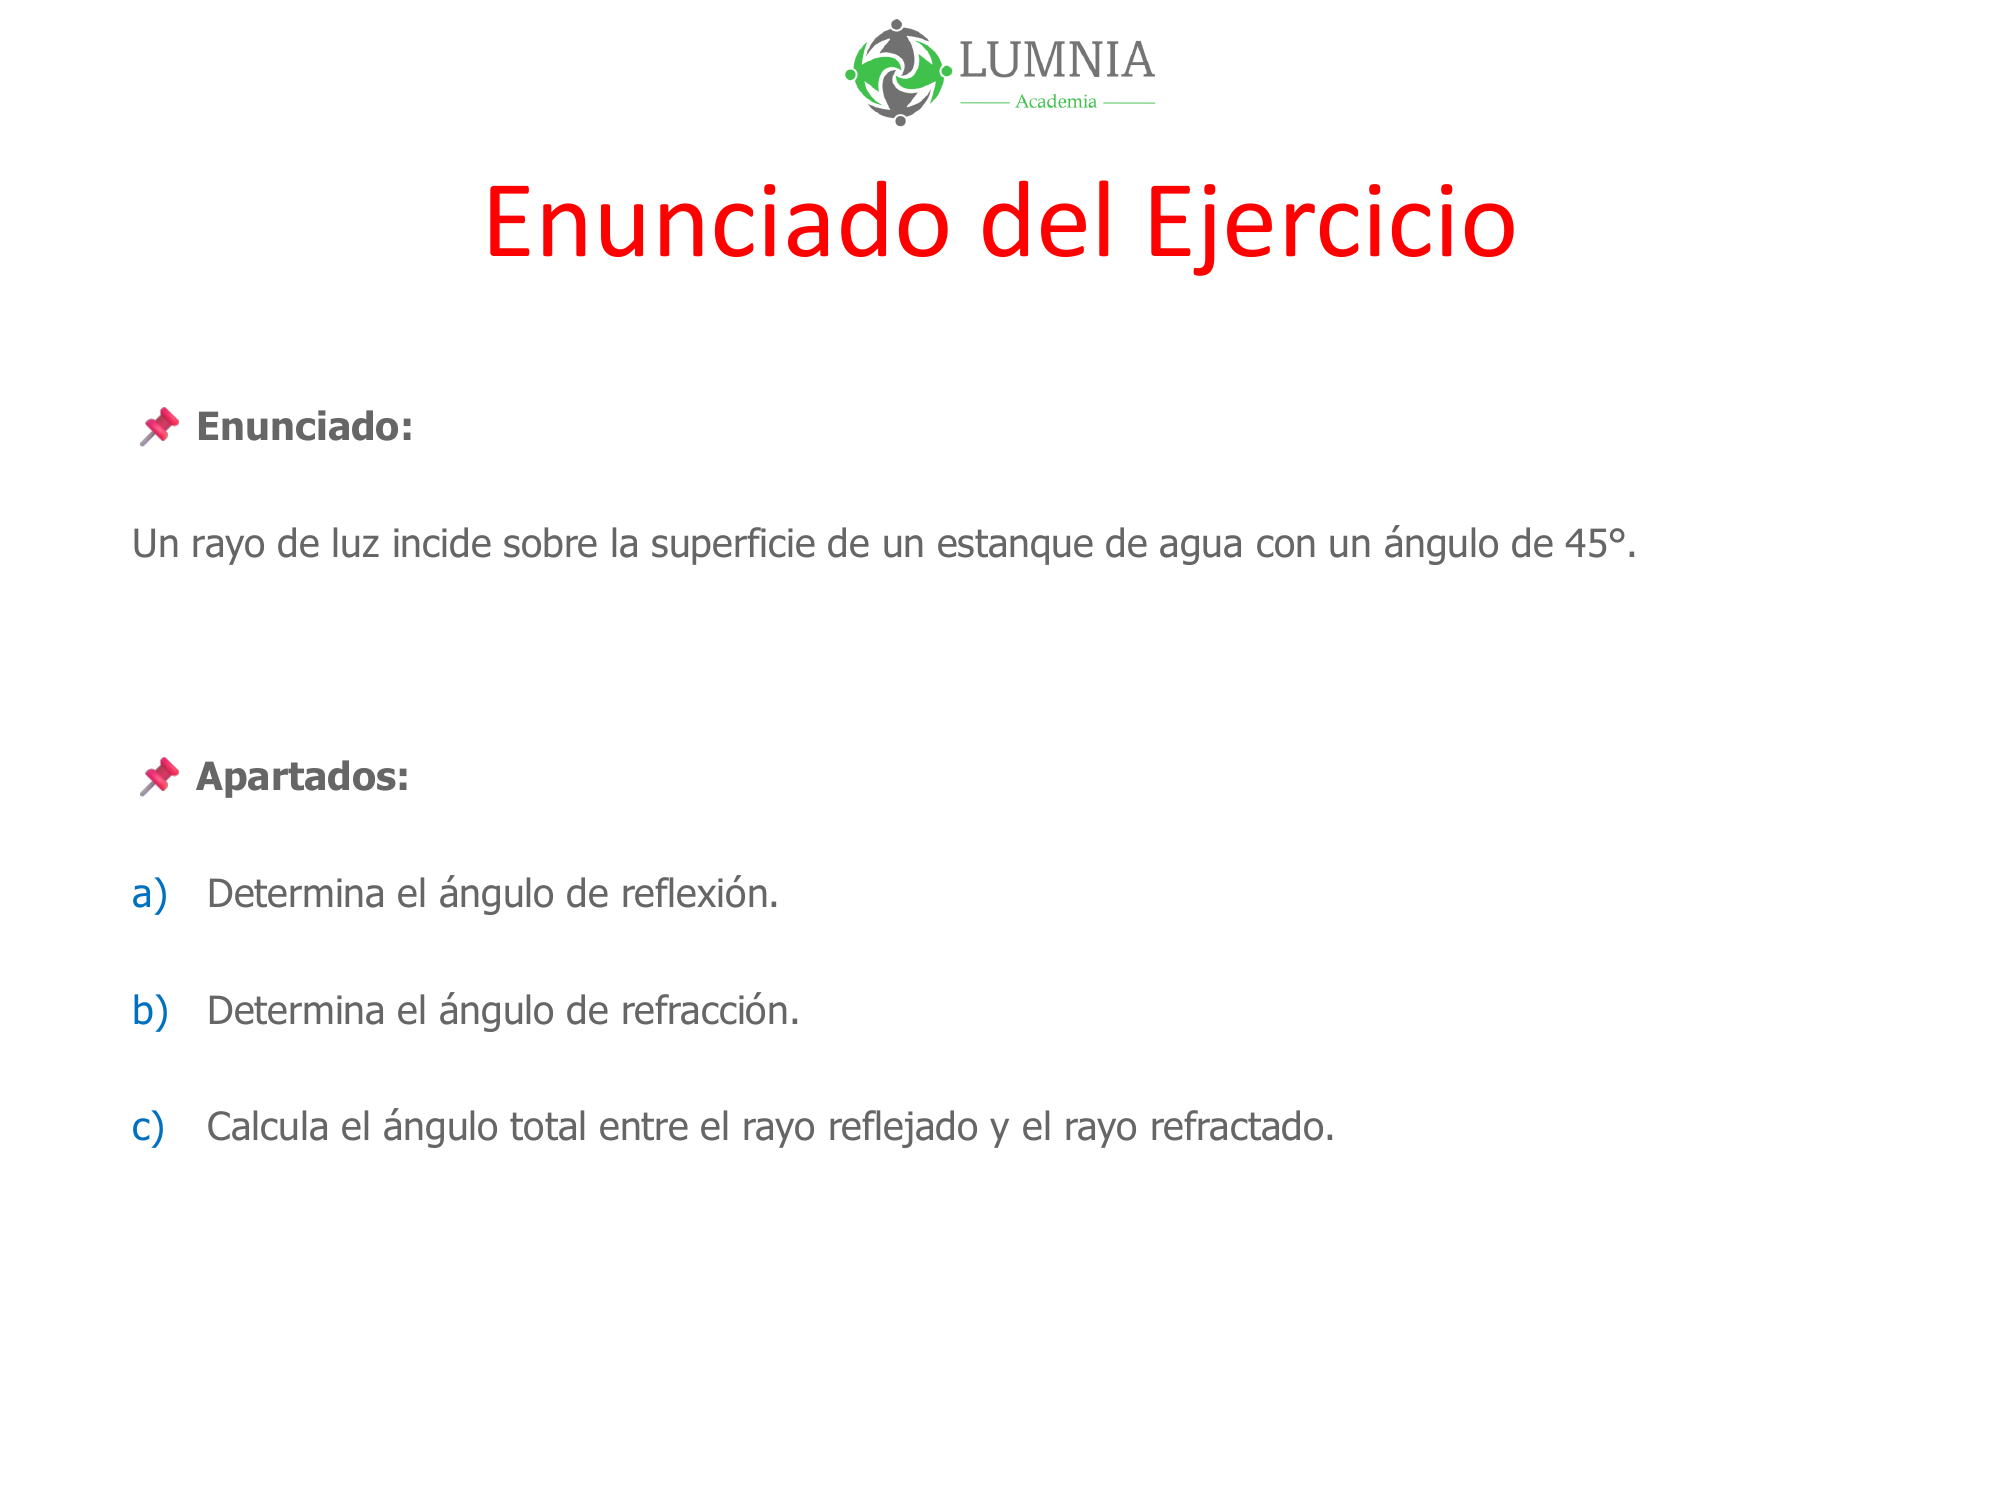 LUMNIA
Academia
Enunciado del Ejercicio
Enunciado:
Un rayo de luz incide sobre la superficie de un estanque de agua con un ángulo de 45°.
Apartados:
a) Determina el ángulo de reflexión.
b) Determina el ángulo de refracción.
c) Calcula el ángulo total entre el rayo reflejado y el rayo refractado.